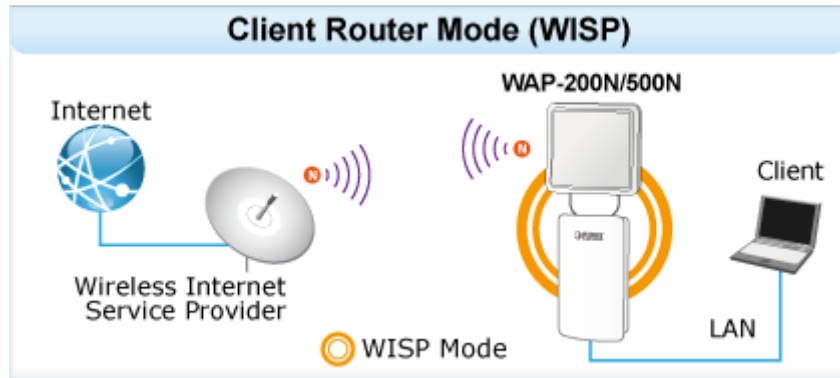 Client Router Mode (WISP)
WAP-200N/500N
Internet
N
N
Client
Wireless Internet
Service Provider
LAN
WISP Mode